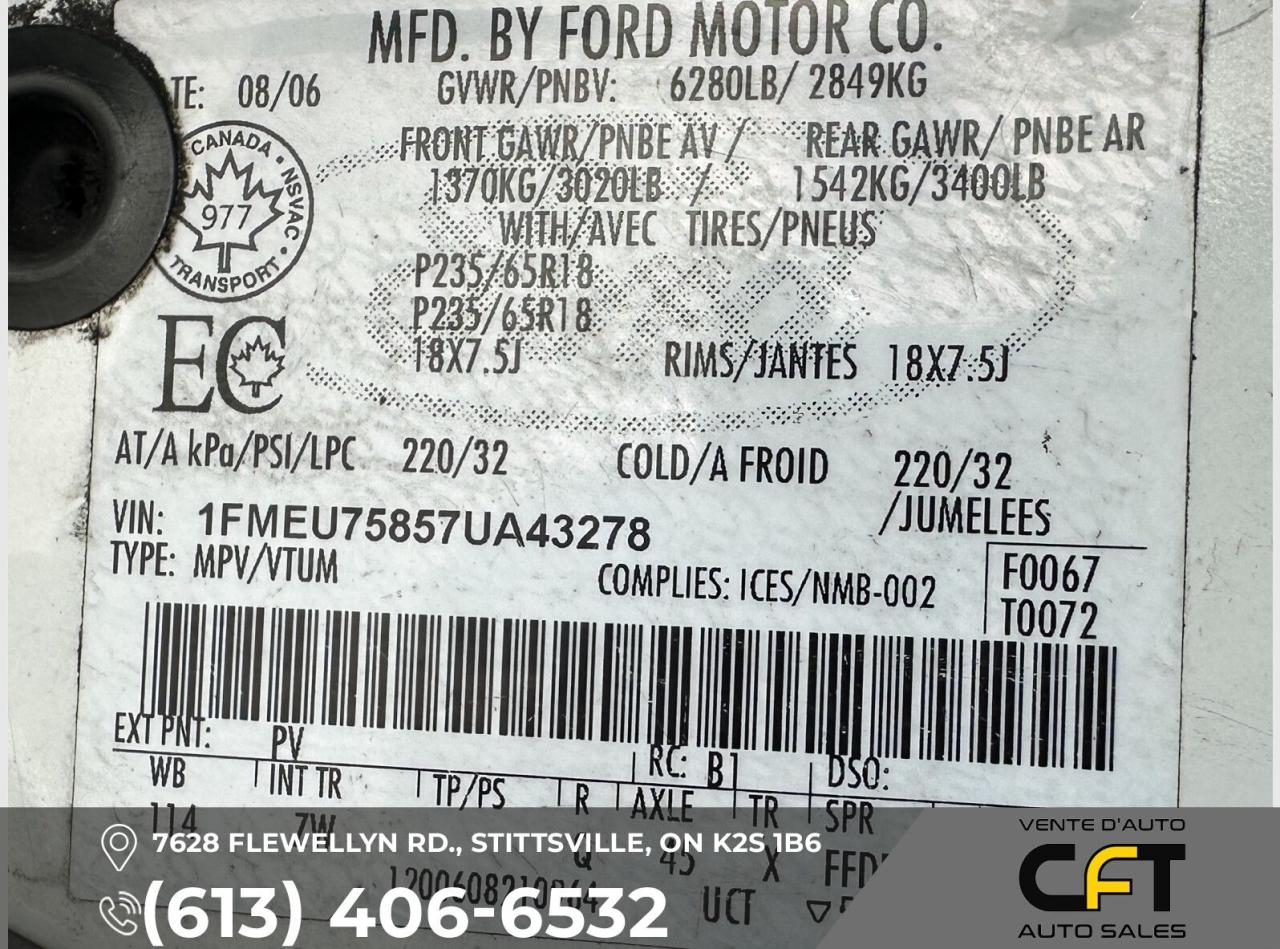 MFD. BY FORD MOTOR CO.
TE: 08/06 GVWR/PNBV: 6280LB/ 2849KG
FRONT GAWR/PNBE AV / REAR GAWR/ PNBE AR
1370KG/3020LB / 1542KG/3400LB
WITH/AVEC TIRES/PNEUS
CANADA • NSVAC •
977
TRANSPORT •
P235/65R18
P235/65R18
18X7.5J RIMS/JANTES 18X7.5J
EC
AT/A kPa/PSI/LPC 220/32 COLD/A FROID 220/32
/JUMELEES
VIN: 1FMEU75857UA43278
TYPE: MPV/VTUM COMPLIES: ICES/NMB-002
F0067
T0072
EXT PNT: PV RC: B1 DSO:
WB INT TR TP/PS R AXLE TR SPR
114 7W Q 45 X
UCT
7628 FLEWELLYN RD., STITTSVILLE, ON K2S 1B6
(613) 406-6532
VENTE D'AUTO
CFT
AUTO SALES